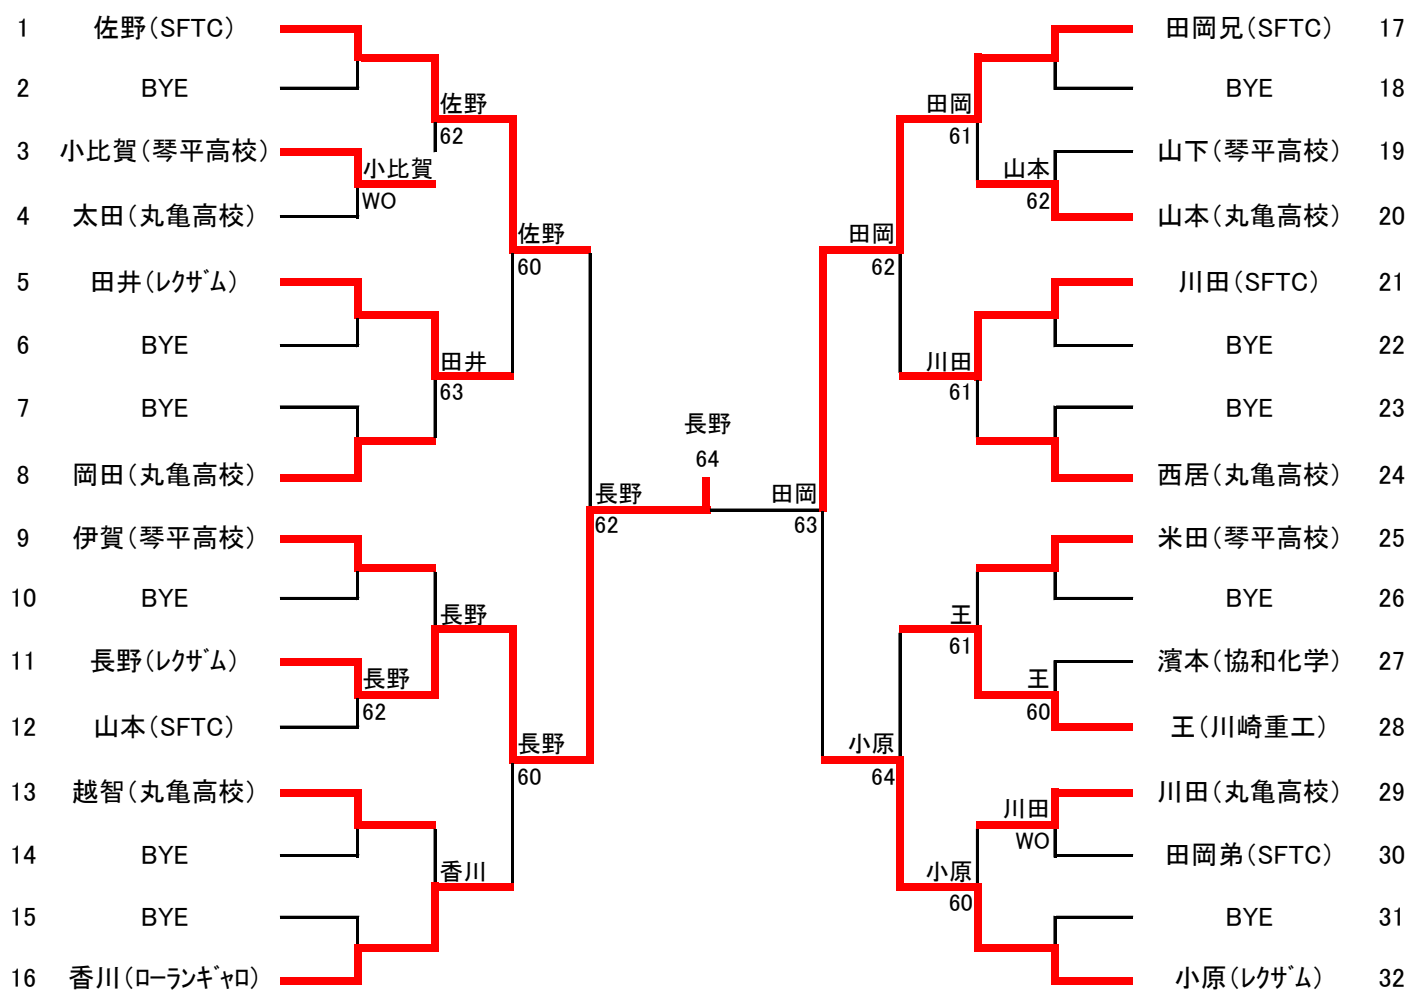 1 佐野(SFTC)
2 BYE
3 小比賀(琴平高校)
4 太田(丸亀高校)
5 田井(レクザム)
6 BYE
7 BYE
8 岡田(丸亀高校)
9 伊賀(琴平高校)
10 BYE
11 長野(レクザム)
12 山本(SFTC)
13 越智(丸亀高校)
14 BYE
15 BYE
16 香川(ローランギャロ)
小比賀
WO
長野
62
佐野
62
田井
63
長野
香川
佐野
60
長野
60
長野
62
長野
64
田岡
63
田岡
62
小原
64
田岡
61
川田
61
王
61
小原
60
山本
62
王
60
川田
WO
田岡兄(SFTC) 17
BYE 18
山下(琴平高校) 19
山本(丸亀高校) 20
川田(SFTC) 21
BYE 22
BYE 23
西居(丸亀高校) 24
米田(琴平高校) 25
BYE 26
濱本(協和化学) 27
王(川崎重工) 28
川田(丸亀高校) 29
田岡弟(SFTC) 30
BYE 31
小原(レクザム) 32